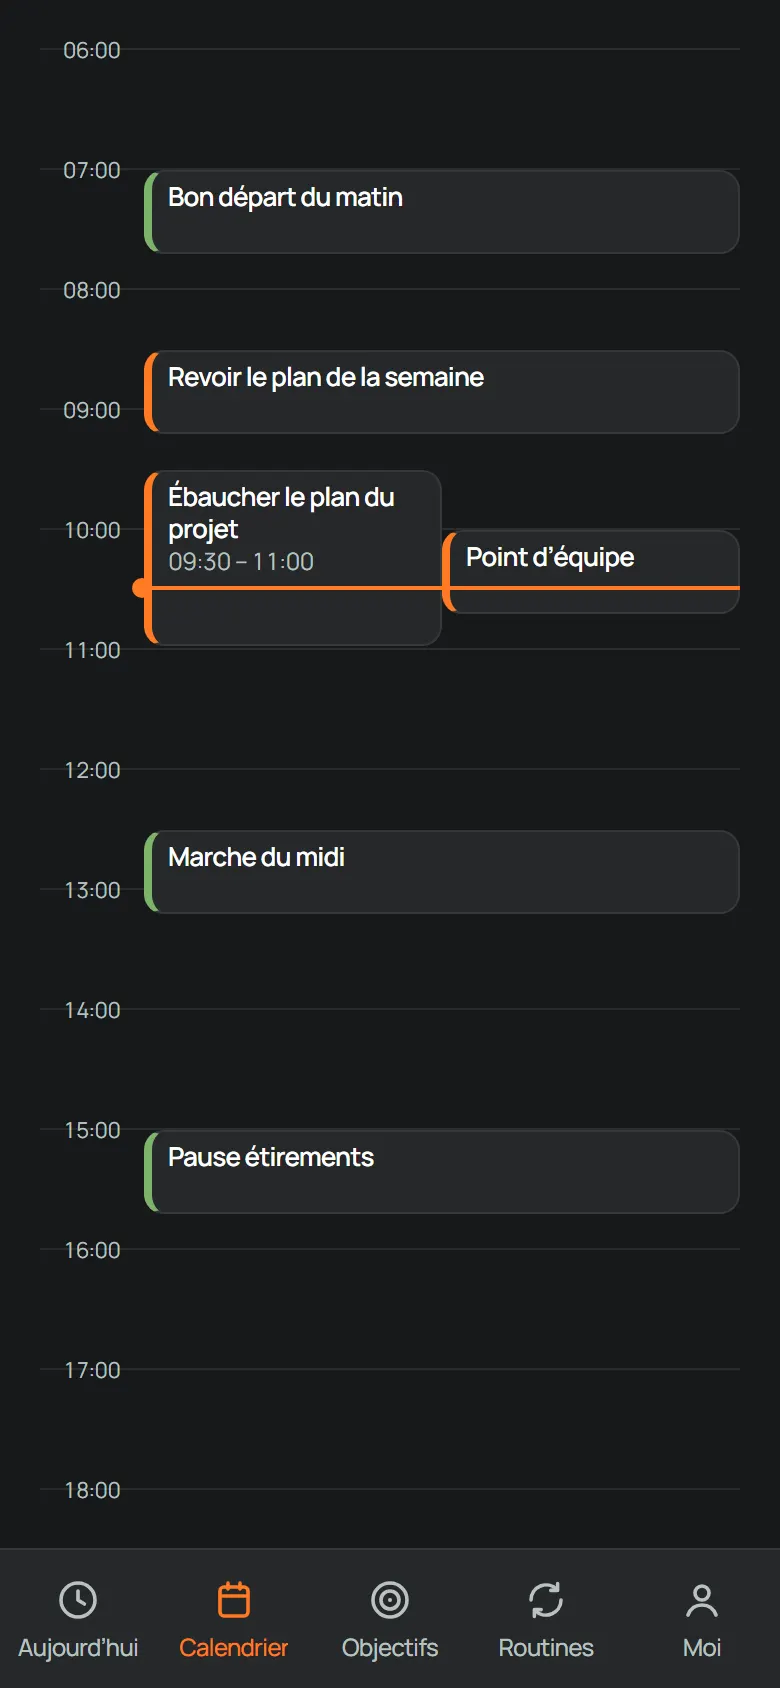 06:00
07:00
Bon départ du matin
08:00
Revoir le plan de la semaine
09:00
Ébaucher le plan du
projet
09:30 – 11:00
10:00
Point d’équipe
11:00
12:00
Marche du midi
13:00
14:00
15:00
Pause étirements
16:00
17:00
18:00
Aujourd’hui
Calendrier
Objectifs
Routines
Moi